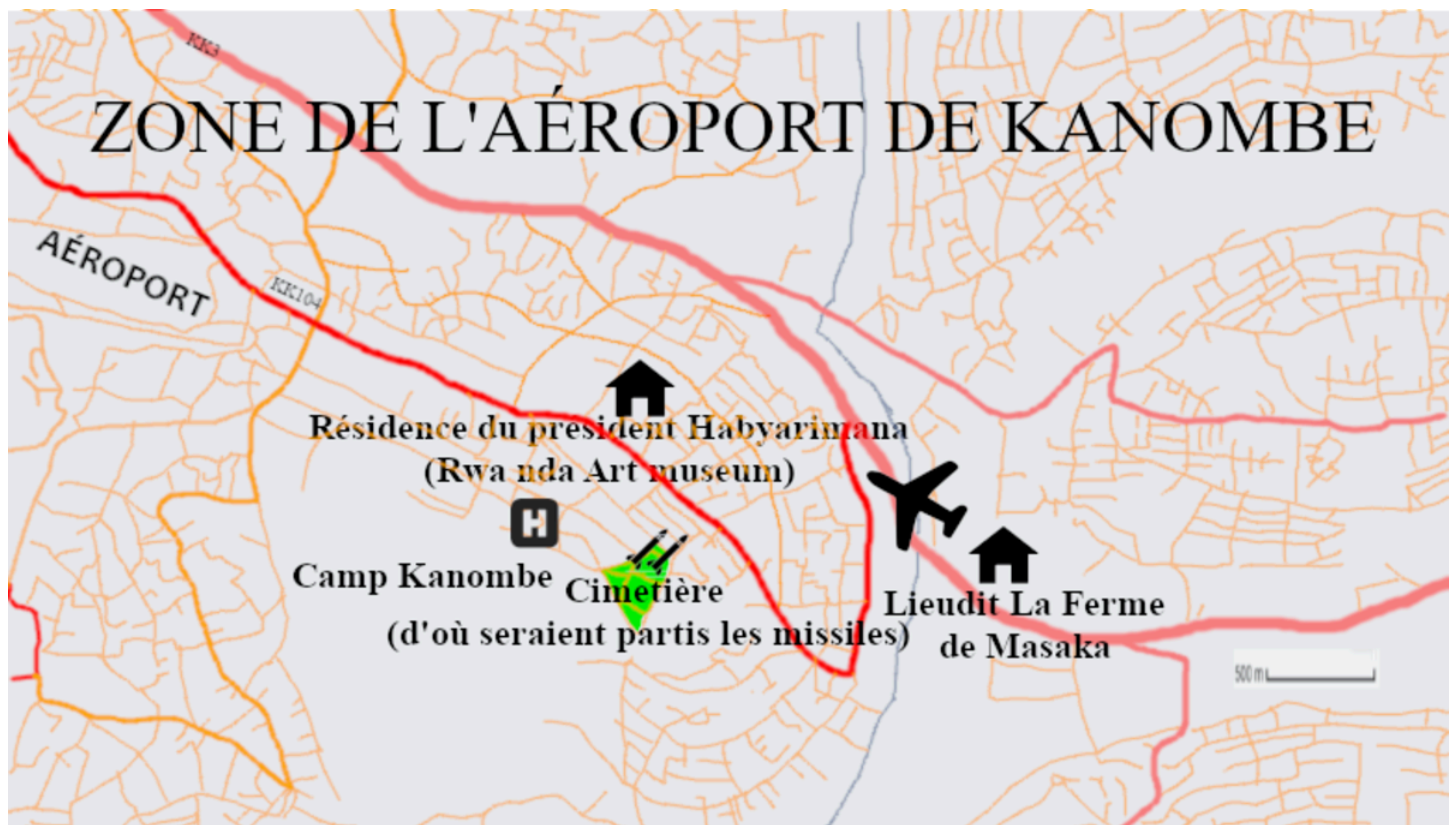 KK3
ZONE DE L'AÉROPORT DE KANOMBE
AÉROPORT
KK104
Résidence du president Habyarimana
(Rwa nda Art museum)
H
Camp Kanombe
Cimetière
(d'où seraient partis les missiles)
Lieudit La Ferme
de Masaka
500 m